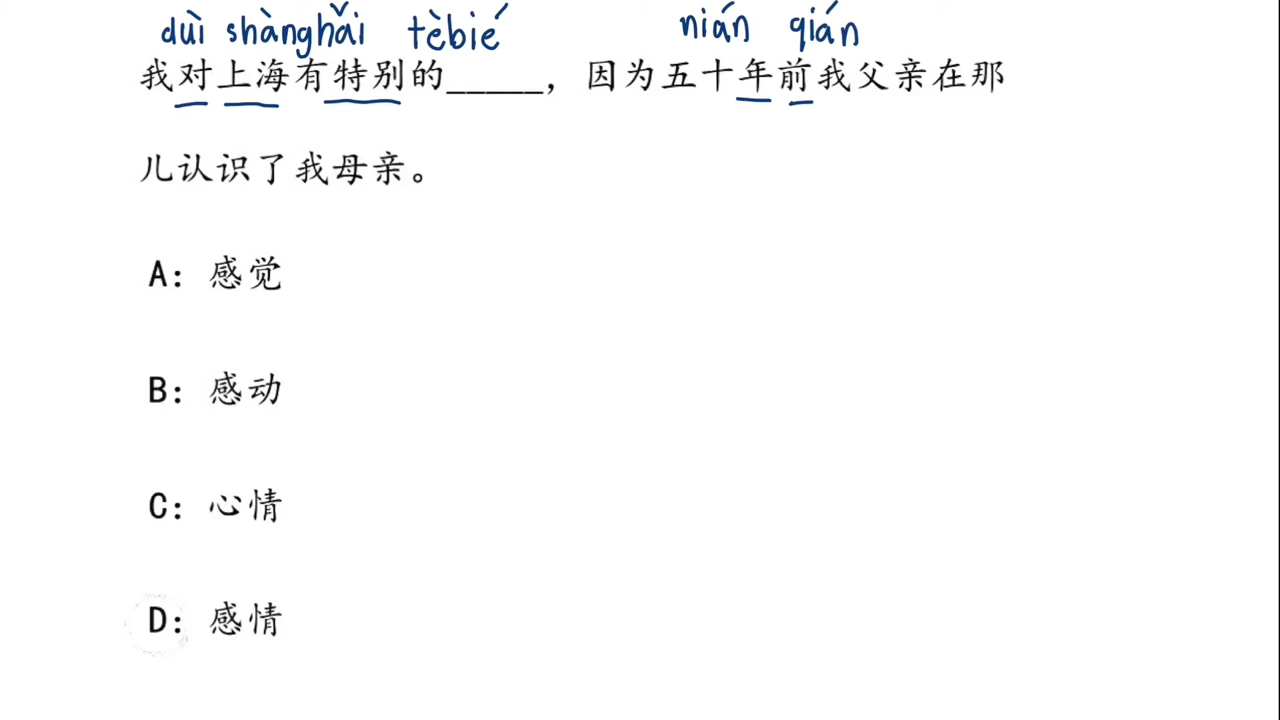 duì shànghǎi tèbié nián qián
我对上海有特别的_____，因为五十年前我父亲在那
儿认识了我母亲。
A：感觉
B：感动
C：心情
D：感情